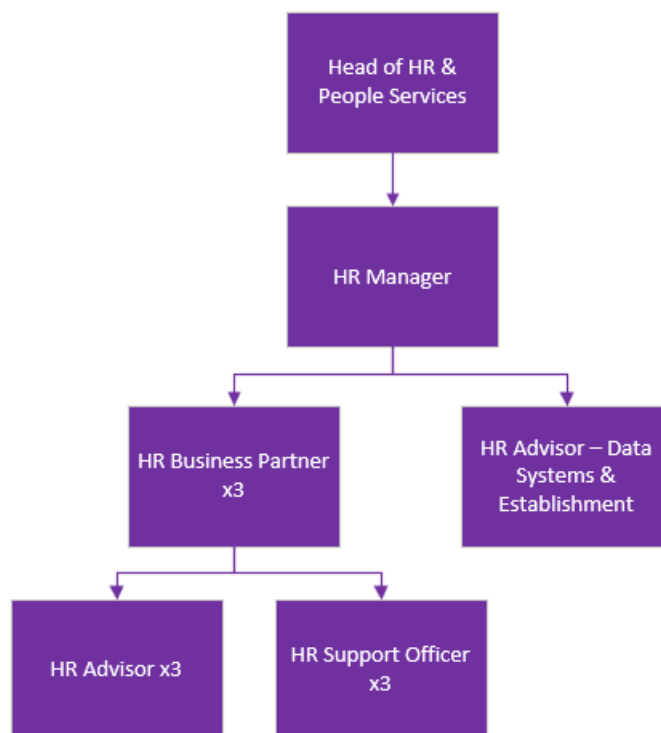 Head of HR &
People Services
HR Manager
HR Business Partner
x3
HR Advisor – Data
Systems &
Establishment
HR Advisor x3
HR Support Officer
x3